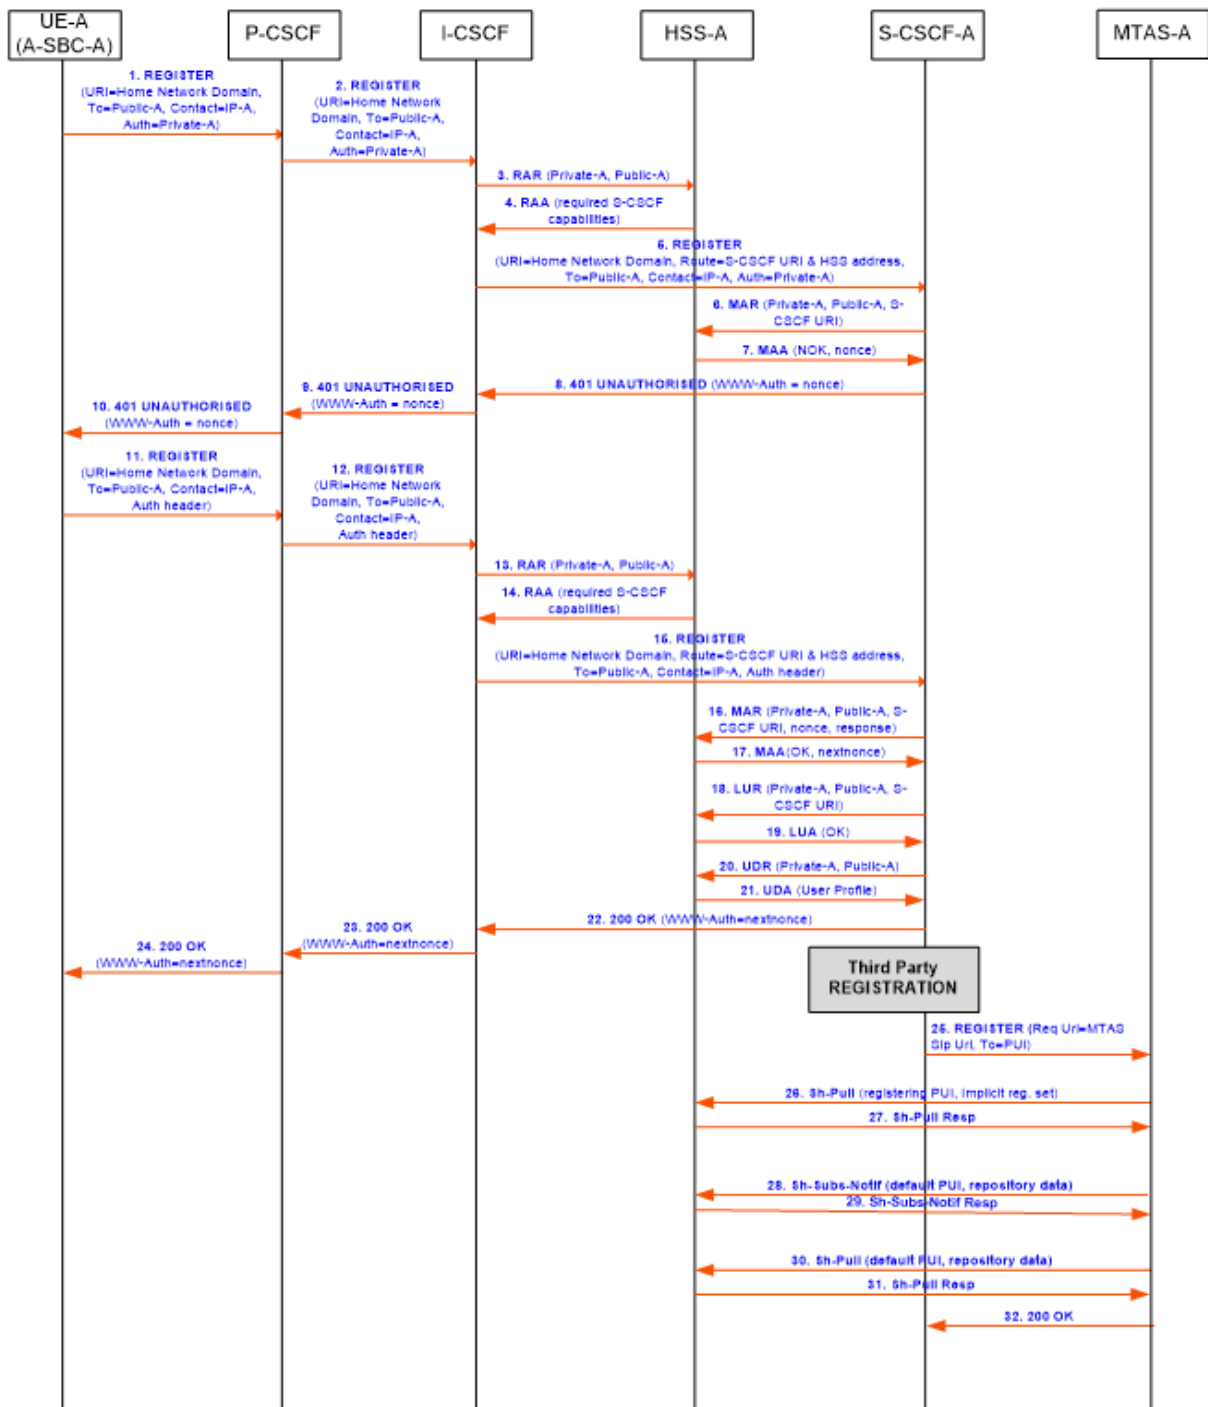 UE-A
(A-SBC-A)
P-CSCF
I-CSCF
HSS-A
S-CSCF-A
MTAS-A
1. REGISTER
(URI=Home Network Domain,
To=Public-A, Contact=IP-A,
Auth=Private-A)
2. REGISTER
(URI=Home Network
Domain, To=Public-A,
Contact=IP-A,
Auth=Private-A)
3. RAR (Private-A, Public-A)
4. RAA (required S-CSCF
capabilities)
5. REGISTER
(URI=Home Network Domain, Route=S-CSCF URI & HSS address,
To=Public-A, Contact=IP-A, Auth=Private-A)
6. MAR (Private-A, Public-A, S-
CSCF URI)
7. MAA (NOK, nonce)
8. 401 UNAUTHORISED (WWW-Auth = nonce)
9. 401 UNAUTHORISED
(WWW-Auth = nonce)
10. 401 UNAUTHORISED
(WWW-Auth = nonce)
11. REGISTER
(URI=Home Network Domain,
To=Public-A, Contact=IP-A,
Auth header)
12. REGISTER
(URI=Home Network
Domain, To=Public-A,
Contact=IP-A,
Auth header)
13. RAR (Private-A, Public-A)
14. RAA (required S-CSCF
capabilities)
15. REGISTER
(URI=Home Network Domain, Route=S-CSCF URI & HSS address,
To=Public-A, Contact=IP-A, Auth header)
16. MAR (Private-A, Public-A, S-
CSCF URI, nonce, response)
17. MAA(OK, nextnonce)
18. LUR (Private-A, Public-A, S-
CSCF URI)
19. LUA (OK)
20. UDR (Private-A, Public-A)
21. UDA (User Profile)
22. 200 OK (WWW-Auth=nextnonce)
23. 200 OK
(WWW-Auth=nextnonce)
24. 200 OK
(WWW-Auth=nextnonce)
Third Party
REGISTRATION
25. REGISTER (Req Uri=MTAS
Sip Uri, To=PUI)
26. Sh-Pull (registering PUI, implicit reg. set)
27. Sh-Pull Resp
28. Sh-Subs-Notif (default PUI, repository data)
29. Sh-Subs-Notif Resp
30. Sh-Pull (default PUI, repository data)
31. Sh-Pull Resp
32. 200 OK